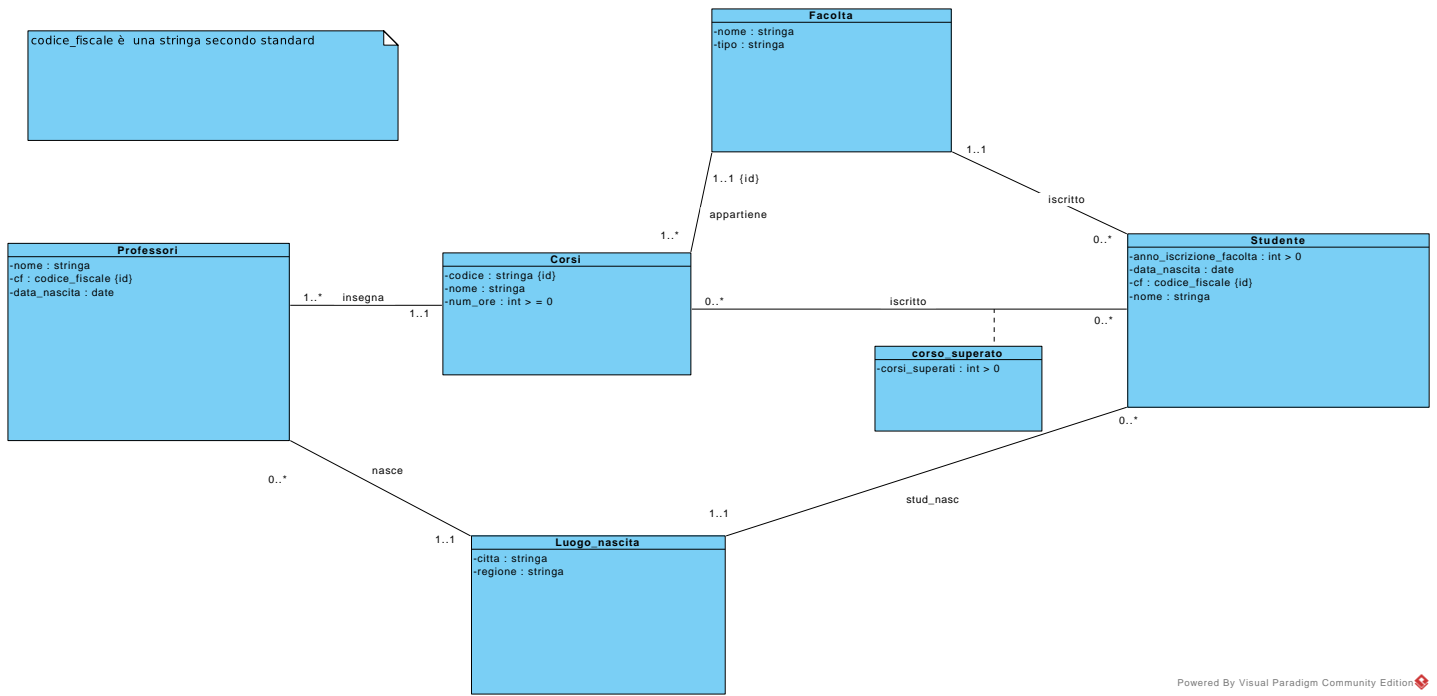 codice_fiscale è  una stringa secondo standard
Facolta
-nome : stringa
-tipo : stringa
1..1
1..1 {id}
iscritto
appartiene
1..*
0..*
Professori
-nome : stringa
-cf : codice_fiscale {id}
-data_nascita : date
Corsi
-codice : stringa {id}
-nome : stringa
-num_ore : int > = 0
Studente
-anno_iscrizione_facolta : int > 0
-data_nascita : date
-cf : codice_fiscale {id}
-nome : stringa
1..*
insegna
1..1
0..*
iscritto
0..*
corso_superato
-corsi_superati : int > 0
0..*
nasce
0..*
stud_nasc
1..1
1..1
Luogo_nascita
-citta : stringa
-regione : stringa
Powered By Visual Paradigm Community Edition